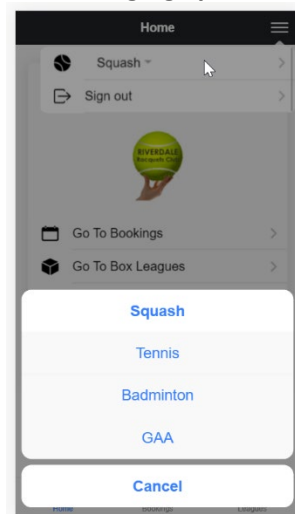 Home
Squash
Sign out
RIVERDALE
Racquets Club
Go To Bookings
Go To Box Leagues
Squash
Tennis
Badminton
GAA
Cancel
Home Bookings Leagues